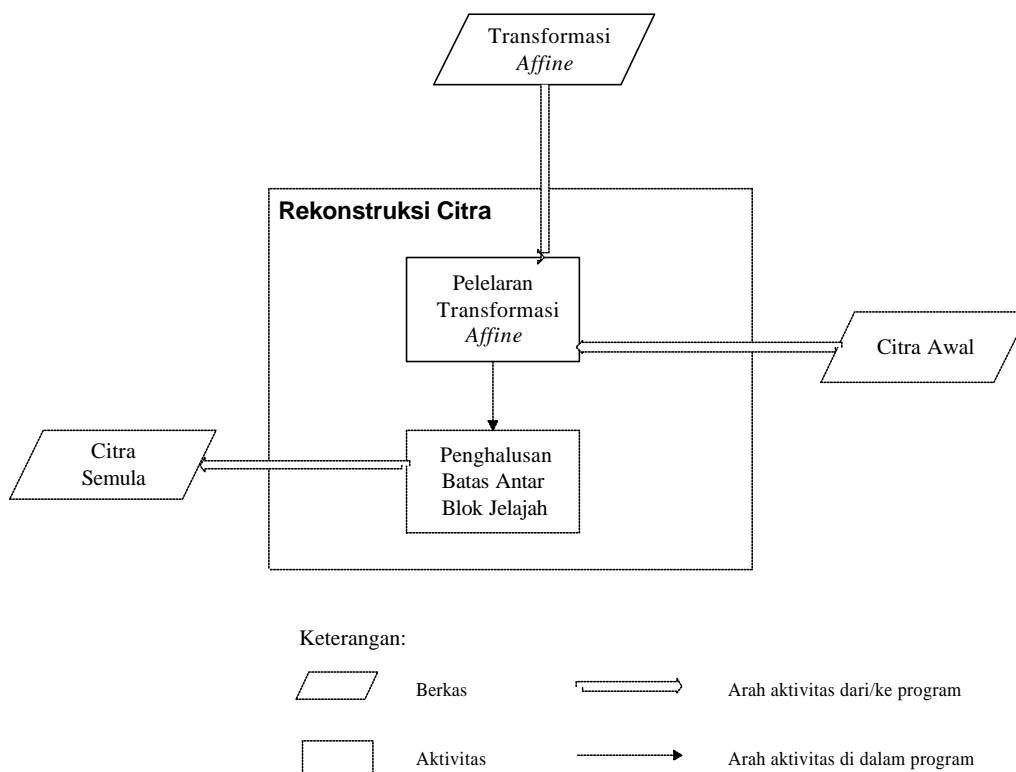 Transformasi
Affine
Rekonstruksi Citra
Pelelaran
Transformasi
Affine
Citra Awal
Citra
Semula
Penghalusan
Batas Antar
Blok Jelajah
Keterangan:
Berkas
Arah aktivitas dari/ke program
Aktivitas
Arah aktivitas di dalam program